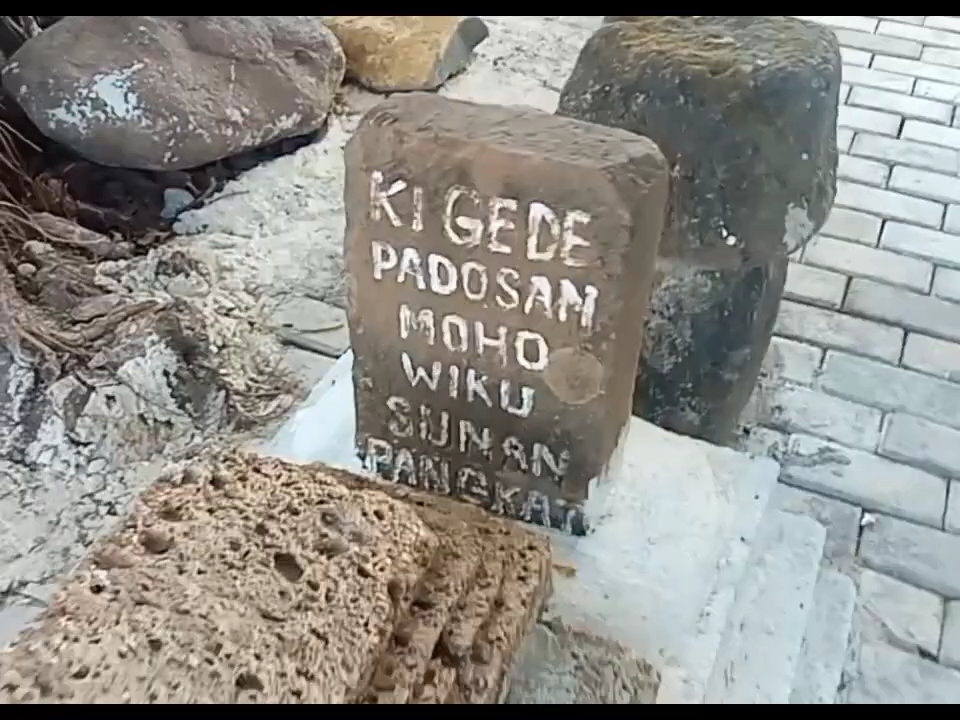 KI GEDE
PADOSAN
MOHO
WIKU
SUNAN
PANGKAT